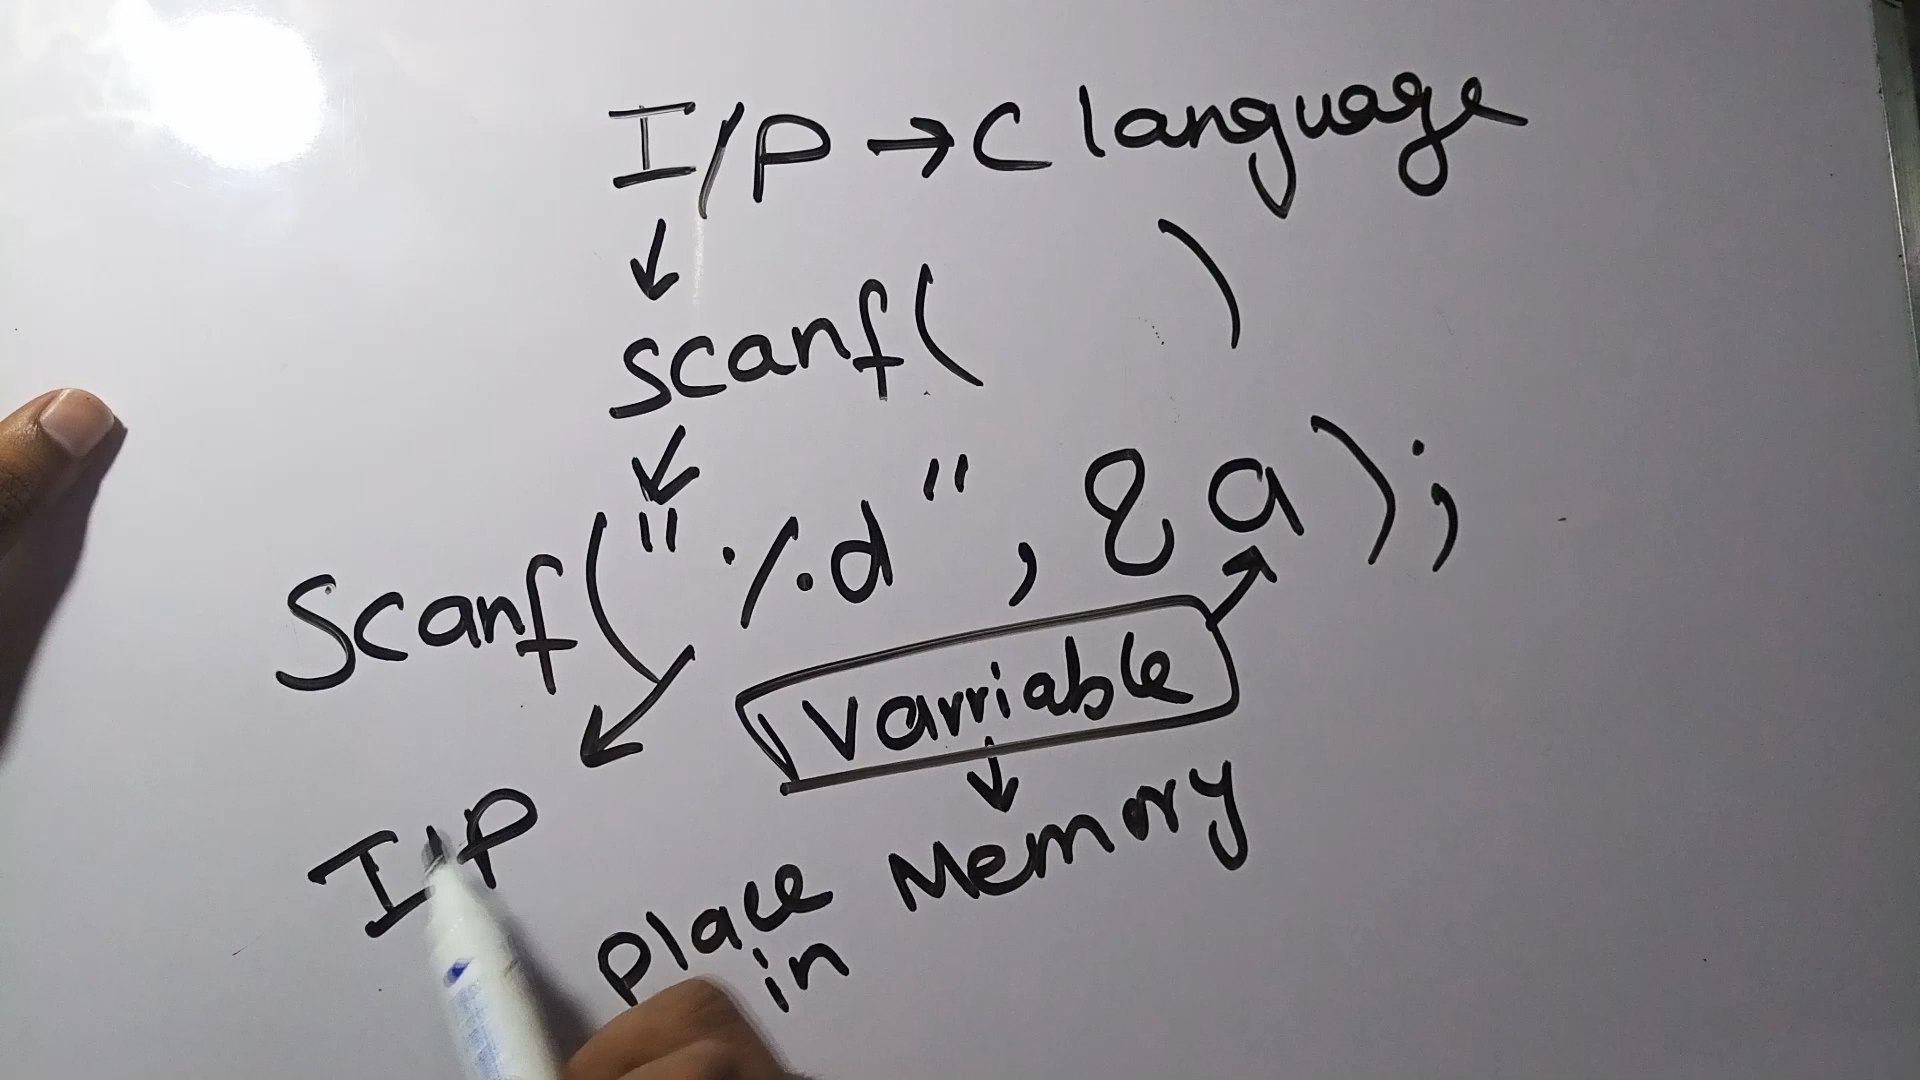 I/P → C language
↓
scanf( )
↓
Scanf("%d", &a);
Varriable
↓
I/P
Place in Memory